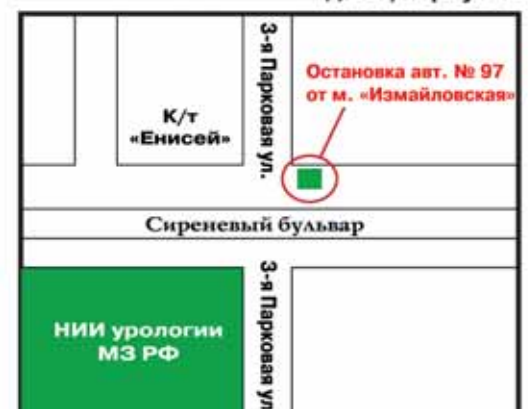 3-я Парковая ул.
Остановка авт. № 97
от м. «Измайловская»
К/т
«Енисей»
Сиреневый бульвар
3-я Парковая ул
НИИ урологии
МЗ РФ